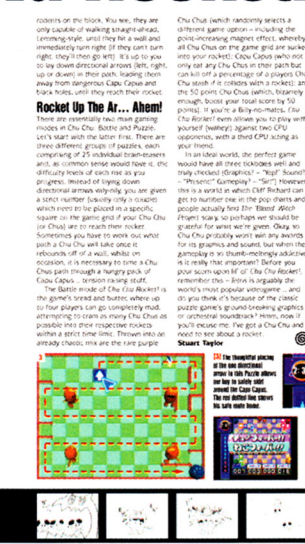 rodents on the block. You see, they are
only capable of walking straight-ahead,
Lemming-style, until they hit a wall and
immediately turn right (if they can't turn
right, they'll then go left). It's up to you
to lay down directional arrows (left, right,
up or down) in their path, leading them
away from dangerous Capu Capus and
black holes, until they reach their rocket.
Rocket Up The Ar... Ahem!
There are essentially two main gaming
modes in Chu Chu: Battle and Puzzle.
Let's start with the latter first. There are
three different groups of puzzles, each
comprising of 25 individual brain-teasers
and, as common sense would have it, the
difficulty levels of each rise as you
progress. Instead of laying down
directional arrows willy-nilly, you are given
a strict number (usually only a couple)
which need to be placed in a specific
square on the game grid if your Chu Chu
(or Chus) are to reach their rocket.
Sometimes you have to work out what
path a Chu Chu will take once it
rebounds off of a wall, whilst on
occasion, it is necessary to time a Chu
Chus path through a hungry pack of
Capu Capus... tension raising stuff.
The Battle mode of Chu Chu Rocket! is
the game's bread and butter, where up
to four players can go completely mad,
attempting to cram as many Chu Chus as
possible into their respective rockets
within a strict time limit. Thrown into an
already chaotic mix are the rare purple
Chu Chus (which randomly selects a
different game option – including the
point-increasing magnet effect, whereby
all Chu Chus on the game grid are sucked
into your rocket), Capu Capus (who not
only eat any Chu Chus in their path but
can kill off a percentage of a players Chu
Chu stash if it collides with a rocket), and
the 50 point Chu Chus (which, bizarrely
enough, boost your total score by 50
points). If you're a Billy-no-mates, Chu
Chu Rocket! even allows you to play with
yourself (wahey!) against two CPU
opponents, with a third CPU acting as
your friend.
In an ideal world, the perfect game
would have all three tickboxes well and
truly checked (Graphics? – "Yep!" Sound?
– "Present!" Gameplay? – "Sir!") However,
this is a world in which Cliff Richard can
get to number one in the pop charts and
people actually find The Blair Witch
Project scary, so perhaps we should be
grateful for what we're given. Okay, so
Chu Chu probably won't win any awards
for its graphics and sound, but when the
gameplay is so thumb-meltingly addictive,
is it really that important? Before you
pour scorn upon lil' ol' Chu Chu Rocket!,
remember this – Tetris is arguably the
world's most popular videogame... and
do you think it's because of the classic
puzzle game's ground-breaking graphics
or orchestral soundtrack? Hmm, now if
you'll excuse me, I've got a Chu Chu and I
need to see about a rocket.
Stuart Taylor
3
[3] The thoughtful placing
of the one directional
arrow in this Puzzle allows
our boy to safely skirt
around the Capu Capus.
The red dotted line shows
his safe route home.